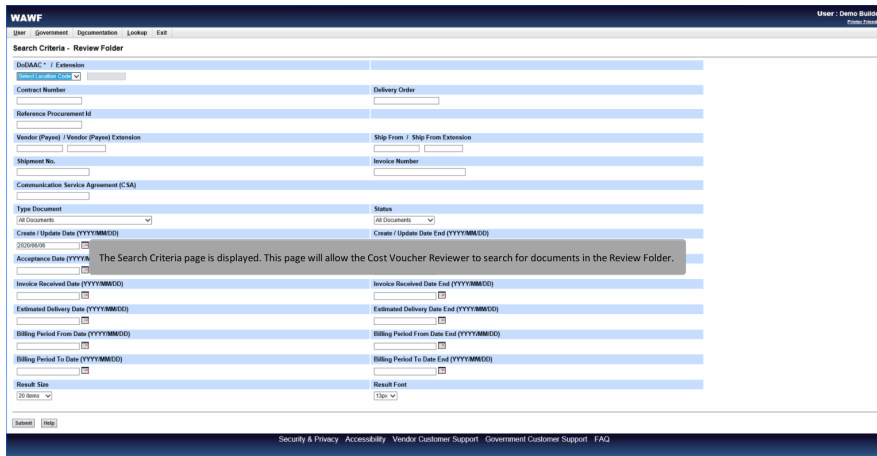 WAWF
User : Demo Build
Printer Friend
User Government Documentation Lookup Exit
Search Criteria - Review Folder
DoDAAC * / Extension
Select Location Code
Contract Number
Delivery Order
Reference Procurement Id
Vendor (Payee) / Vendor (Payee) Extension
Ship From / Ship From Extension
Shipment No.
Invoice Number
Communication Service Agreement (CSA)
Type Document
Status
All Documents
All Documents
Create / Update Date (YYYY/MM/DD)
Create / Update Date End (YYYY/MM/DD)
2020/06/06
The Search Criteria page is displayed. This page will allow the Cost Voucher Reviewer to search for documents in the Review Folder.
Acceptance Date (YYYY/M
Invoice Received Date (YYYY/MM/DD)
Invoice Received Date End (YYYY/MM/DD)
Estimated Delivery Date (YYYY/MM/DD)
Estimated Delivery Date End (YYYY/MM/DD)
Billing Period From Date (YYYY/MM/DD)
Billing Period From Date End (YYYY/MM/DD)
Billing Period To Date (YYYY/MM/DD)
Billing Period To Date End (YYYY/MM/DD)
Result Size
Result Font
20 items
13px
Submit Help
Security & Privacy Accessibility Vendor Customer Support Government Customer Support FAQ